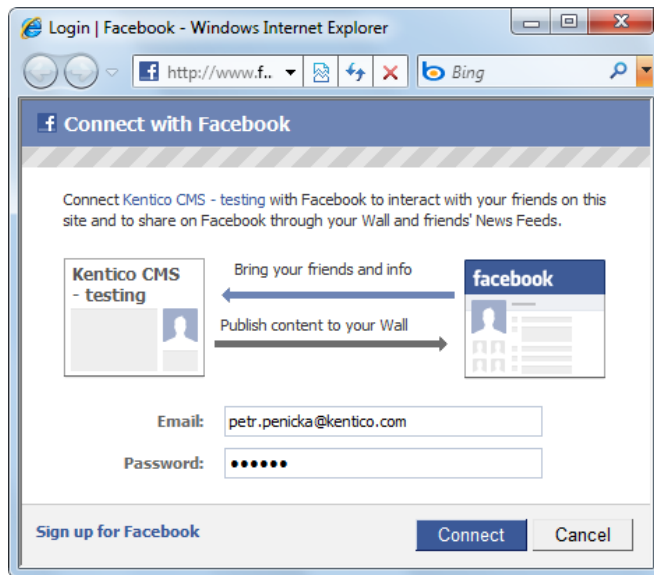 Login | Facebook - Windows Internet Explorer
http://www.f..
Bing
Connect with Facebook
Connect Kentico CMS - testing with Facebook to interact with your friends on this
site and to share on Facebook through your Wall and friends' News Feeds.
Kentico CMS
- testing
Bring your friends and info
Publish content to your Wall
facebook
Email:
petr.penicka@kentico.com
Password:
••••••
Sign up for Facebook
Connect
Cancel